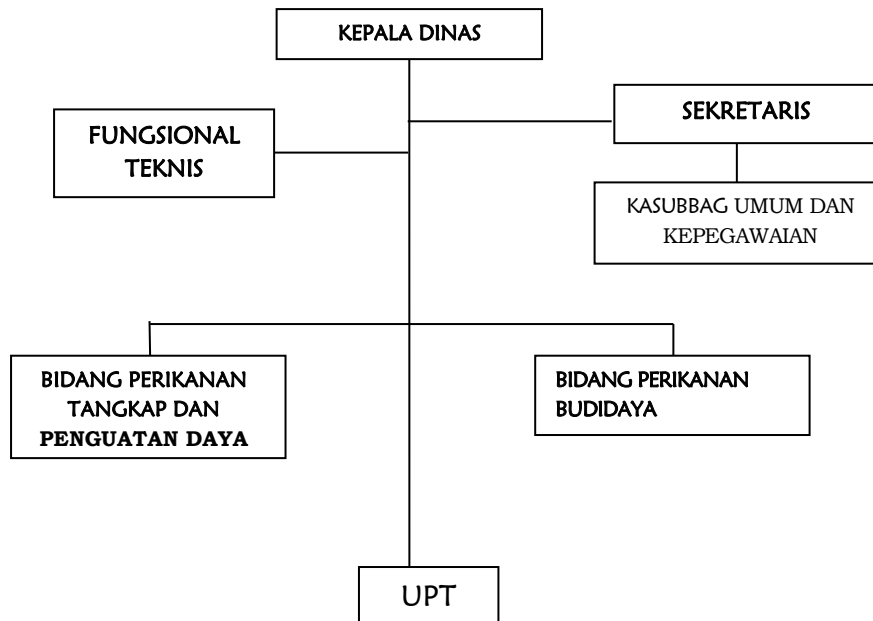 KEPALA DINAS
SEKRETARIS
FUNGSIONAL
TEKNIS
KASUBBAG UMUM DAN
KEPEGAWAIAN
BIDANG PERIKANAN
TANGKAP DAN
PENGUATAN DAYA
BIDANG PERIKANAN
BUDIDAYA
UPT